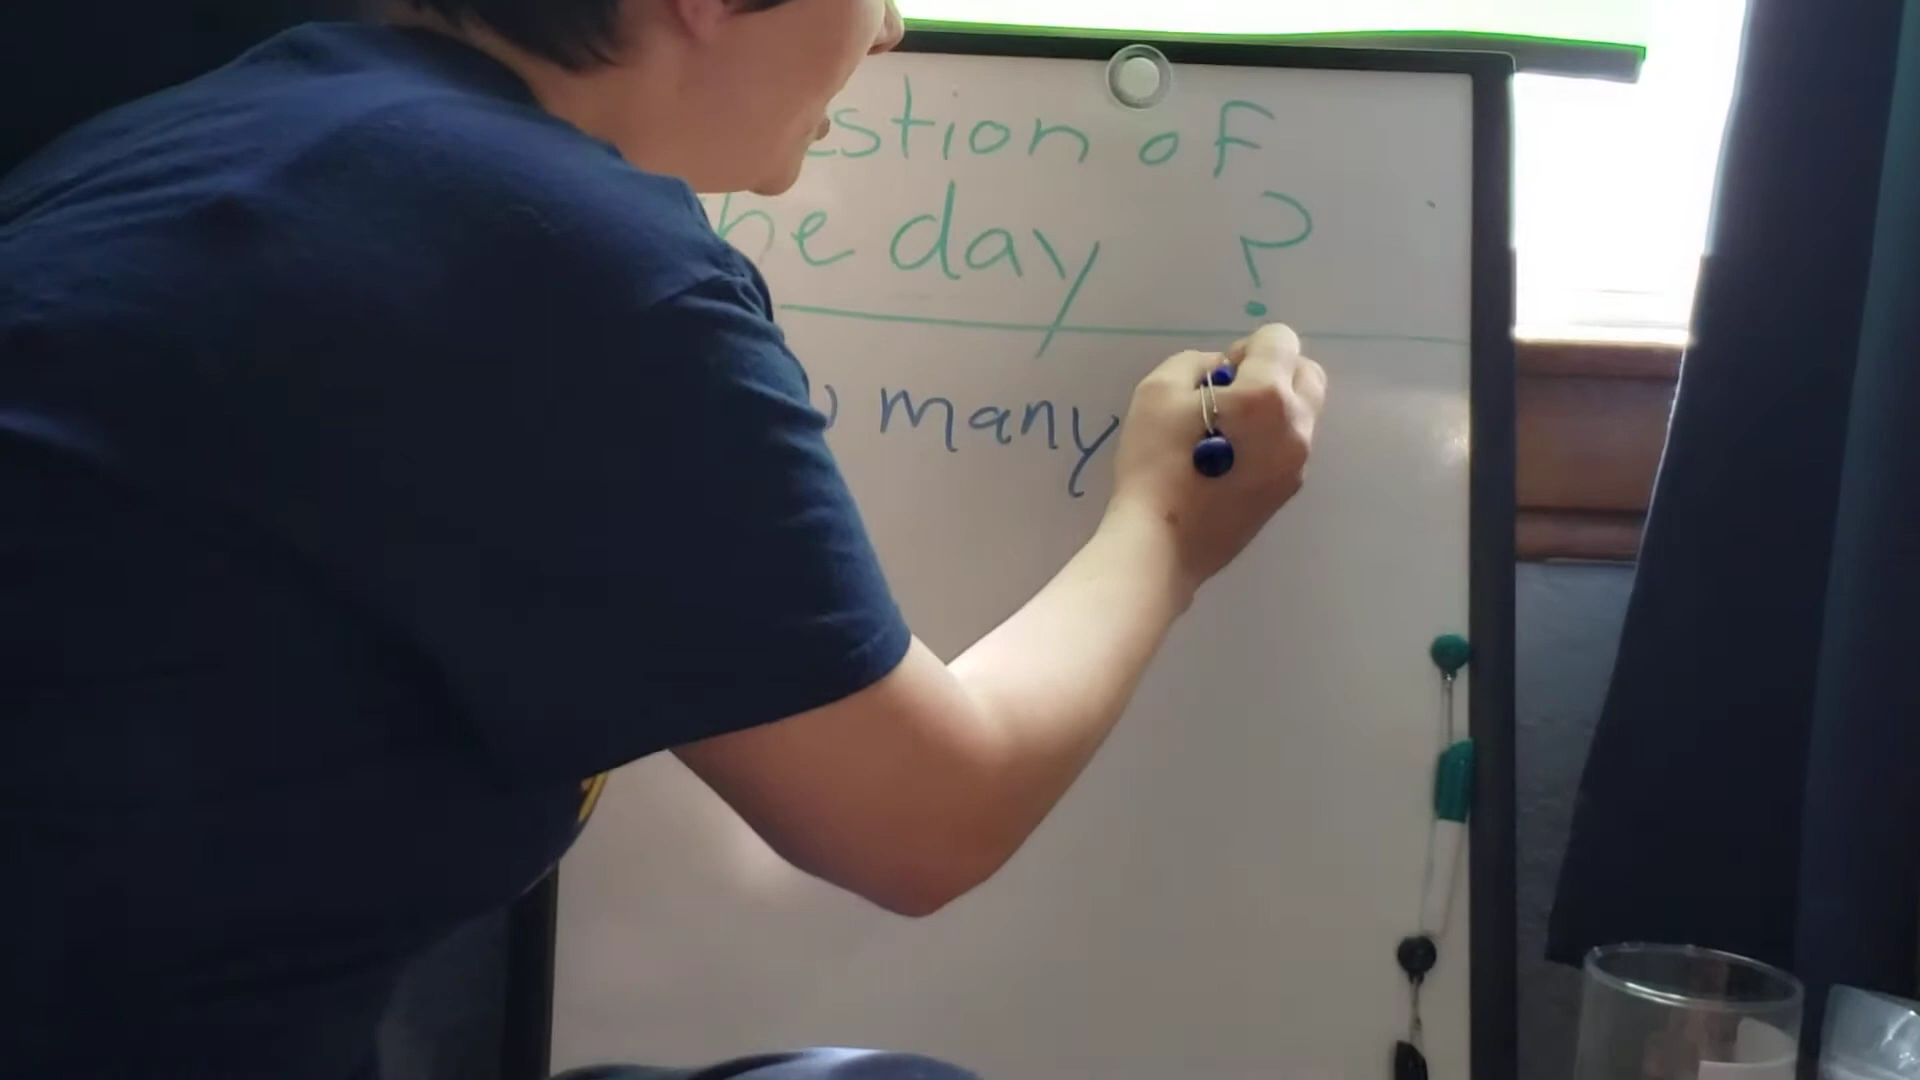 estion of
he day ?
many